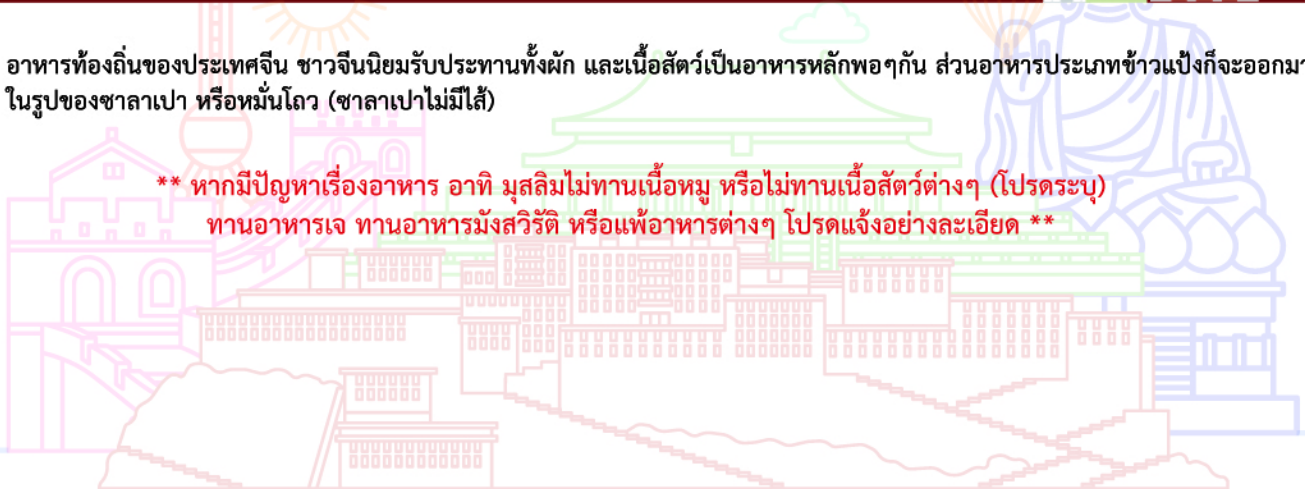 อาหารท้องถิ่นของประเทศจีน ชาวจีนนิยมรับประทานทั้งผัก และเนื้อสัตว์เป็นอาหารหลักพอๆกัน ส่วนอาหารประเภทข้าวแป้งก็จะออกมา
ในรูปของซาลาเปา หรือหมั่นโถว (ซาลาเปาไม่มีไส้)
** หากมีปัญหาเรื่องอาหาร อาทิ มุสลิมไม่ทานเนื้อหมู หรือไม่ทานเนื้อสัตว์ต่างๆ (โปรดระบุ)
ทานอาหารเจ ทานอาหารมังสวิรัติ หรือแพ้อาหารต่างๆ โปรดแจ้งอย่างละเอียด **